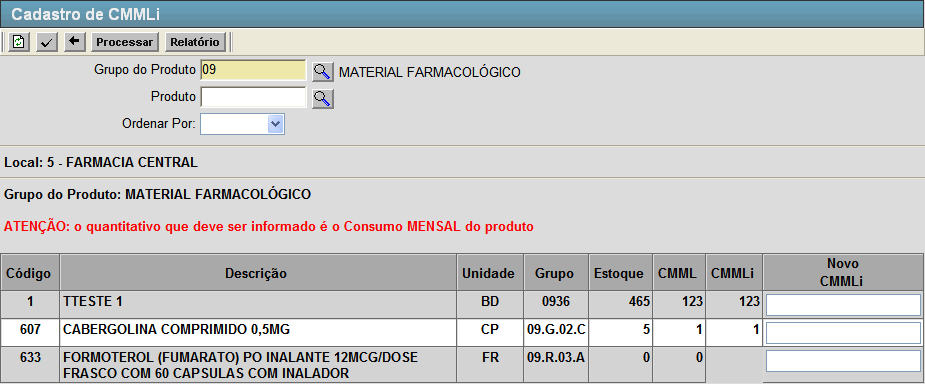 Cadastro de CMMLi
Processar Relatório
Grupo do Produto 09 MATERIAL FARMACOLÓGICO
Produto
Ordenar Por:
Local: 5 - FARMACIA CENTRAL
Grupo do Produto: MATERIAL FARMACOLÓGICO
ATENÇÃO: o quantitativo que deve ser informado é o Consumo MENSAL do produto
Código Descrição Unidade Grupo Estoque CMML CMMLi Novo
CMMLi
1 TTESTE 1 BD 0936 465 123 123
607 CABERGOLINA COMPRIMIDO 0,5MG CP 09.G.02.C 5 1 1
633 FORMOTEROL (FUMARATO) PO INALANTE 12MCG/DOSE FR 09.R.03.A 0 0
FRASCO COM 60 CAPSULAS COM INALADOR